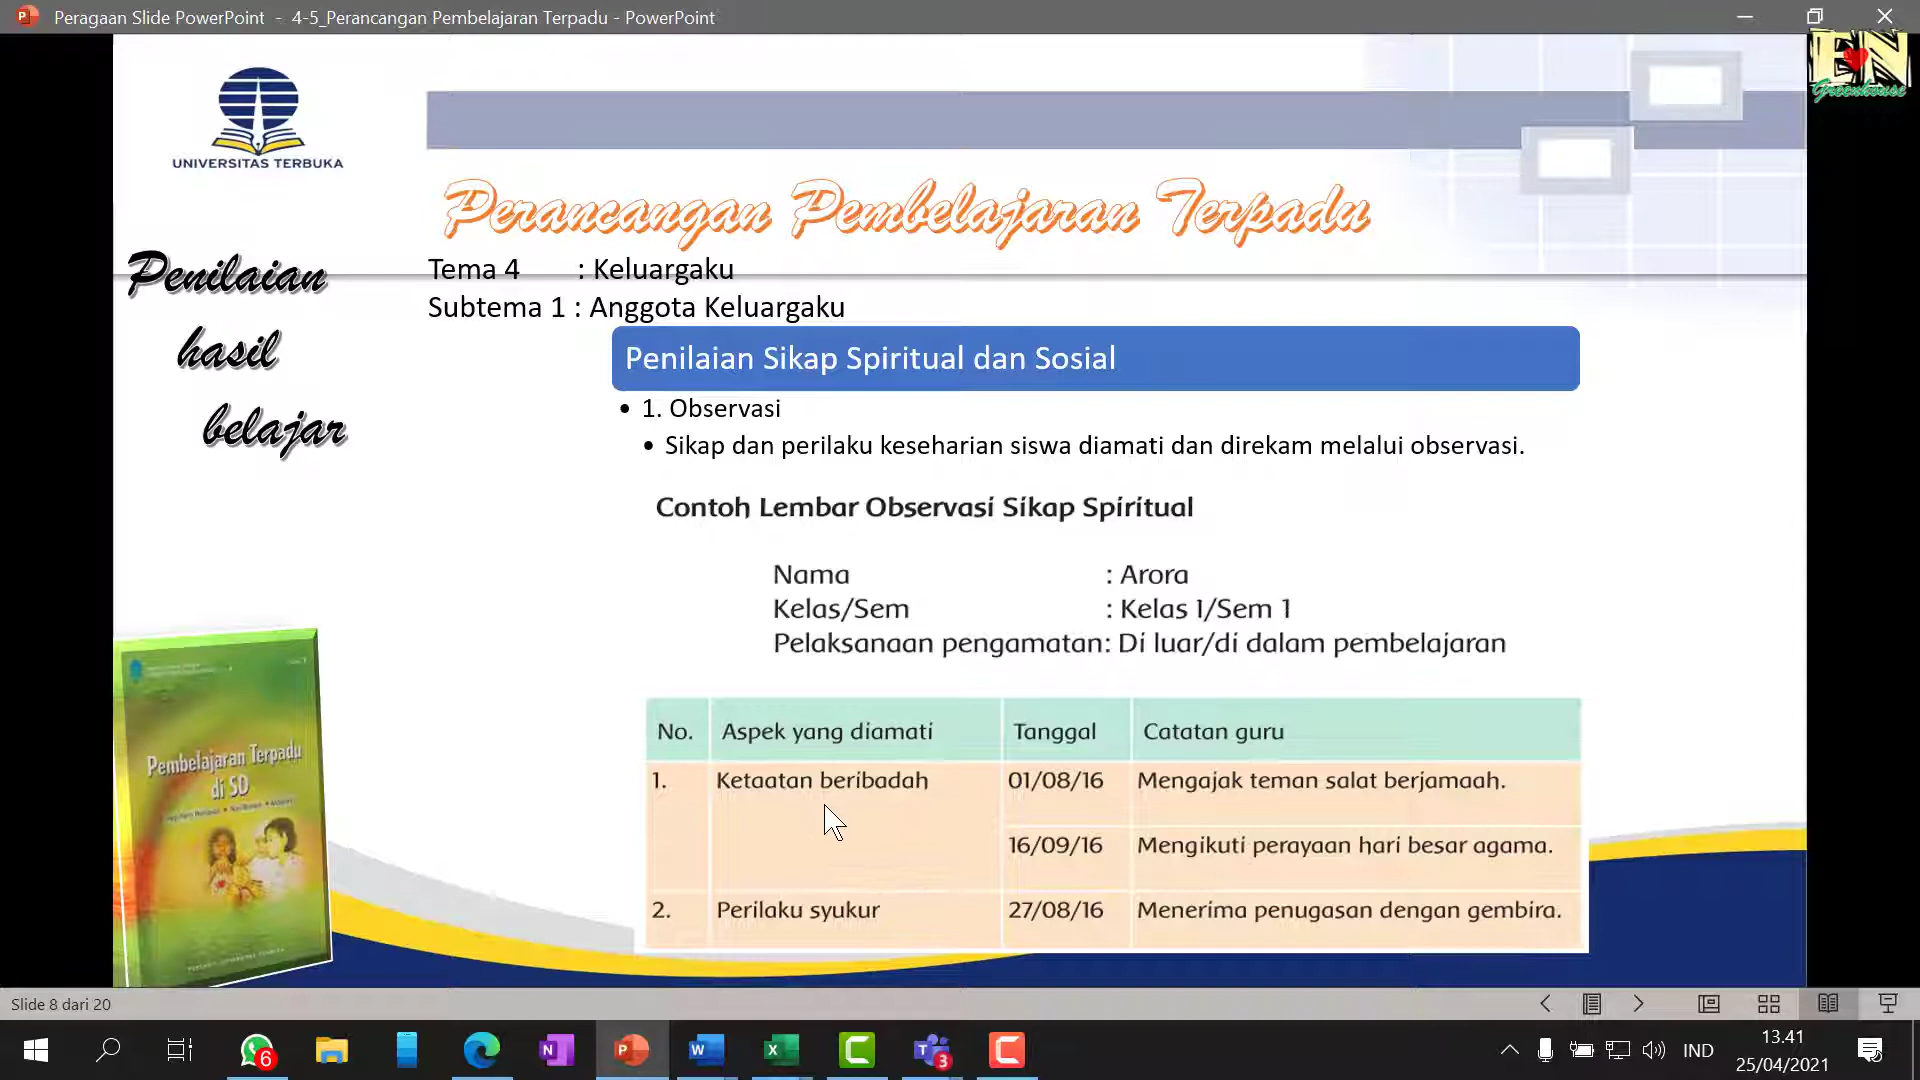 Peragaan Slide PowerPoint - 4-5_Perancangan Pembelajaran Terpadu - PowerPoint
EN
Greenhouse
UNIVERSITAS TERBUKA
Perancangan Pembelajaran Terpadu
Penilaian
hasil
belajar
Tema 4 : Keluargaku
Subtema 1 : Anggota Keluargaku
Penilaian Sikap Spiritual dan Sosial
• 1. Observasi
• Sikap dan perilaku keseharian siswa diamati dan direkam melalui observasi.
Contoh Lembar Observasi Sikap Spiritual
Nama : Arora
Kelas/Sem : Kelas 1/Sem 1
Pelaksanaan pengamatan: Di luar/di dalam pembelajaran
No. Aspek yang diamati Tanggal Catatan guru
1. Ketaatan beribadah 01/08/16 Mengajak teman salat berjamaah.
16/09/16 Mengikuti perayaan hari besar agama.
2. Perilaku syukur 27/08/16 Menerima penugasan dengan gembira.
Pembelajaran Terpadu
di SD
Slide 8 dari 20
6
3
IND
13.41
25/04/2021